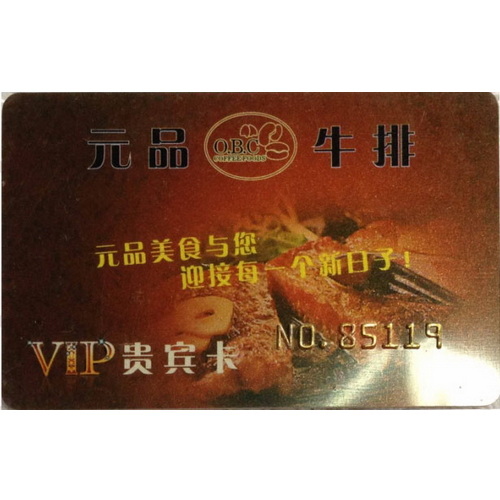 元品 O.B.C 牛排
COFFEE FOODS
元品美食与您
迎接每一个新日子!
NO.85119
VIP贵宾卡